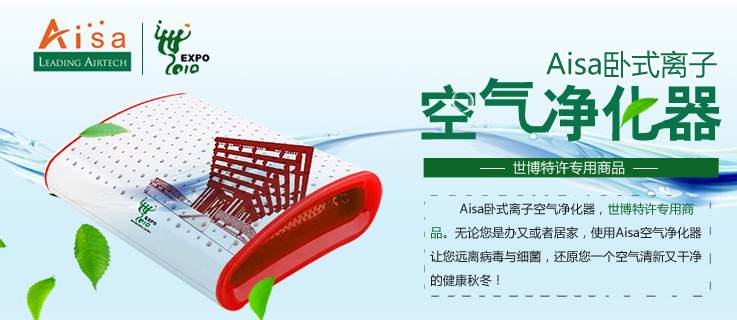 Aisa
LEADING AIRTECH
EXPO
2010
Aisa卧式离子
空气净化器
世博特许专用商品
Aisa卧式离子空气净化器，世博特许专用商
品。无论您是办又或者居家，使用Aisa空气净化器
让您远离病毒与细菌，还原您一个空气清新又干净
的健康秋冬！
EXPO